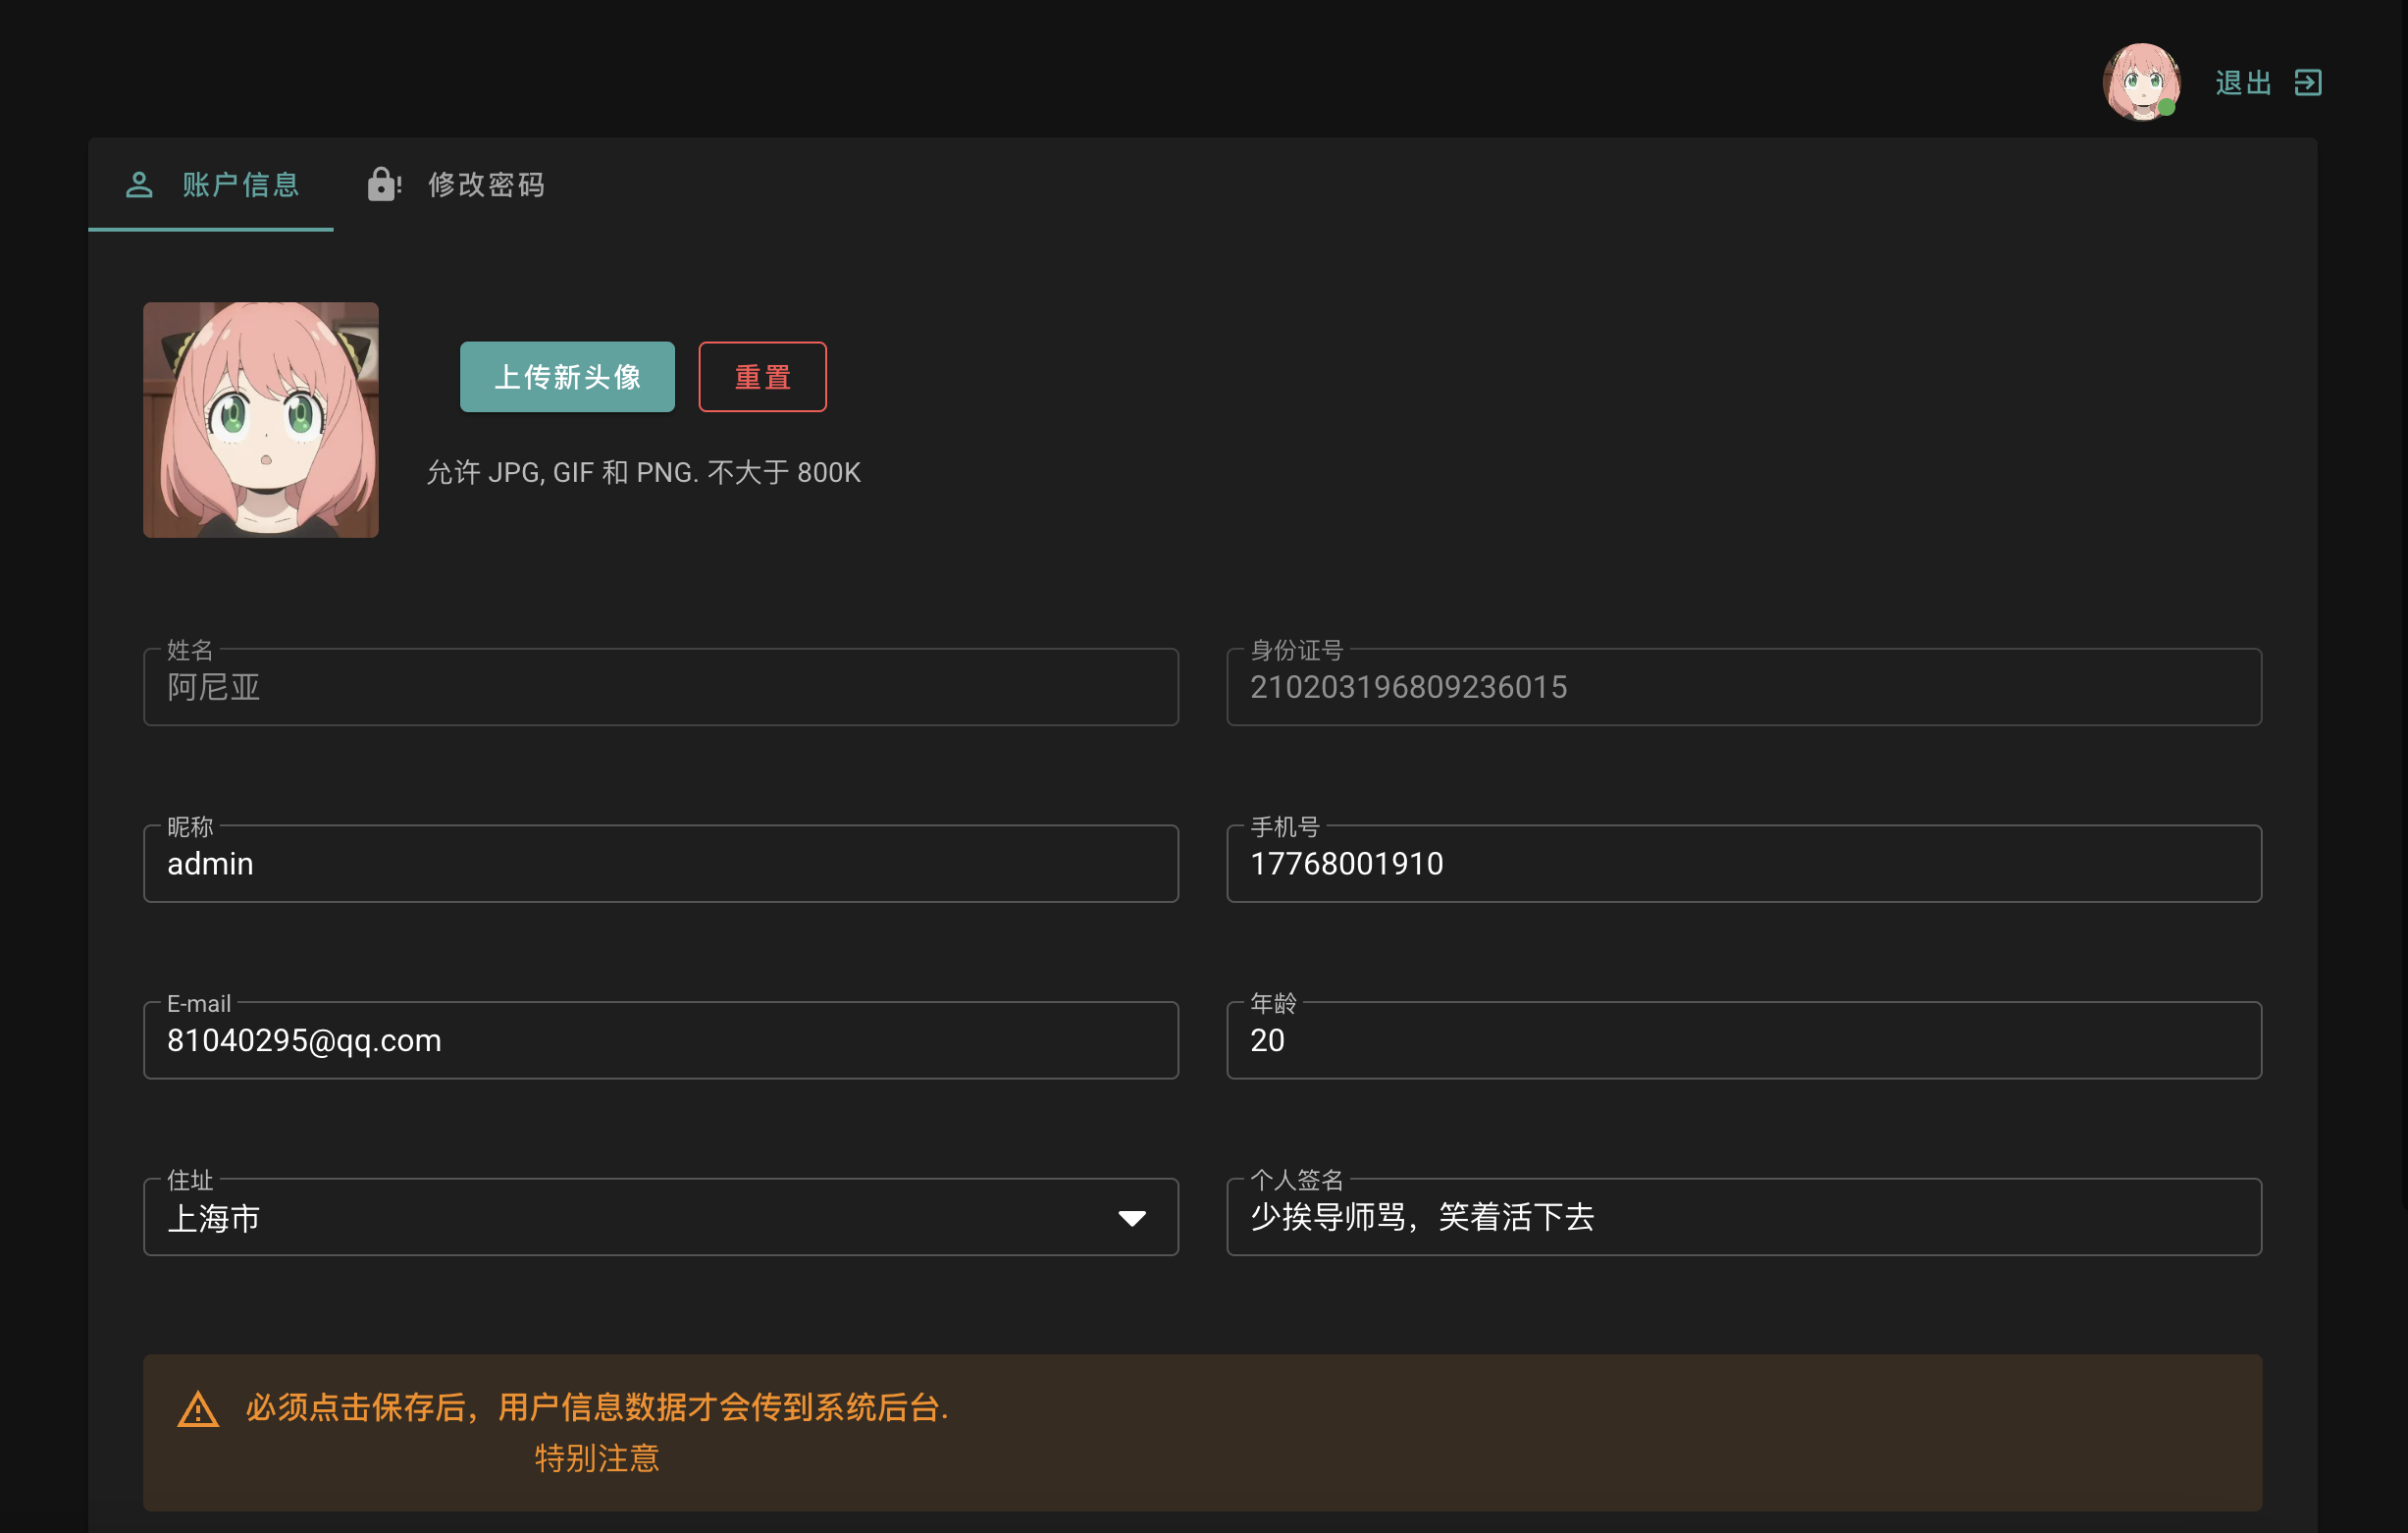 退出
账户信息
修改密码
上传新头像
重置
允许 JPG, GIF 和 PNG. 不大于 800K
姓名
阿尼亚
身份证号
210203196809236015
昵称
admin
手机号
17768001910
E-mail
81040295@qq.com
年龄
20
住址
上海市
个人签名
少挨导师骂，笑着活下去
必须点击保存后，用户信息数据才会传到系统后台.
特别注意